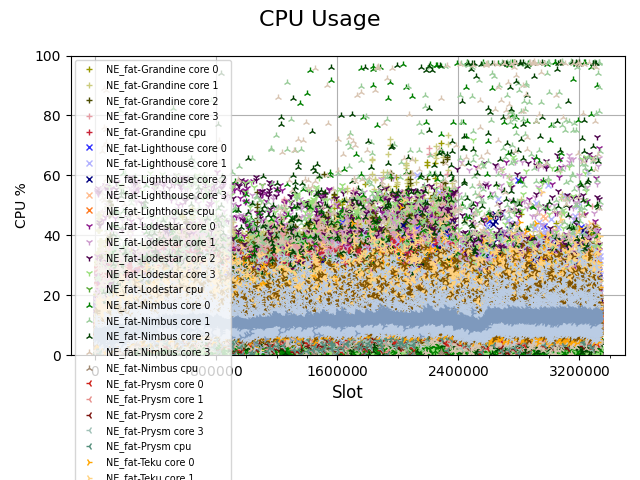 CPU Usage
100
80
60
40
20
0
CPU %
NE_fat-Grandine core 0
NE_fat-Grandine core 1
NE_fat-Grandine core 2
NE_fat-Grandine core 3
NE_fat-Grandine cpu
NE_fat-Lighthouse core 0
NE_fat-Lighthouse core 1
NE_fat-Lighthouse core 2
NE_fat-Lighthouse core 3
NE_fat-Lighthouse cpu
NE_fat-Lodestar core 0
NE_fat-Lodestar core 1
NE_fat-Lodestar core 2
NE_fat-Lodestar core 3
NE_fat-Lodestar cpu
NE_fat-Nimbus core 0
NE_fat-Nimbus core 1
NE_fat-Nimbus core 2
NE_fat-Nimbus core 3
NE_fat-Nimbus cpu
NE_fat-Prysm core 0
NE_fat-Prysm core 1
NE_fat-Prysm core 2
NE_fat-Prysm core 3
NE_fat-Prysm cpu
NE_fat-Teku core 0
NE_fat-Teku core 1
0 800000 1600000 2400000 3200000
Slot